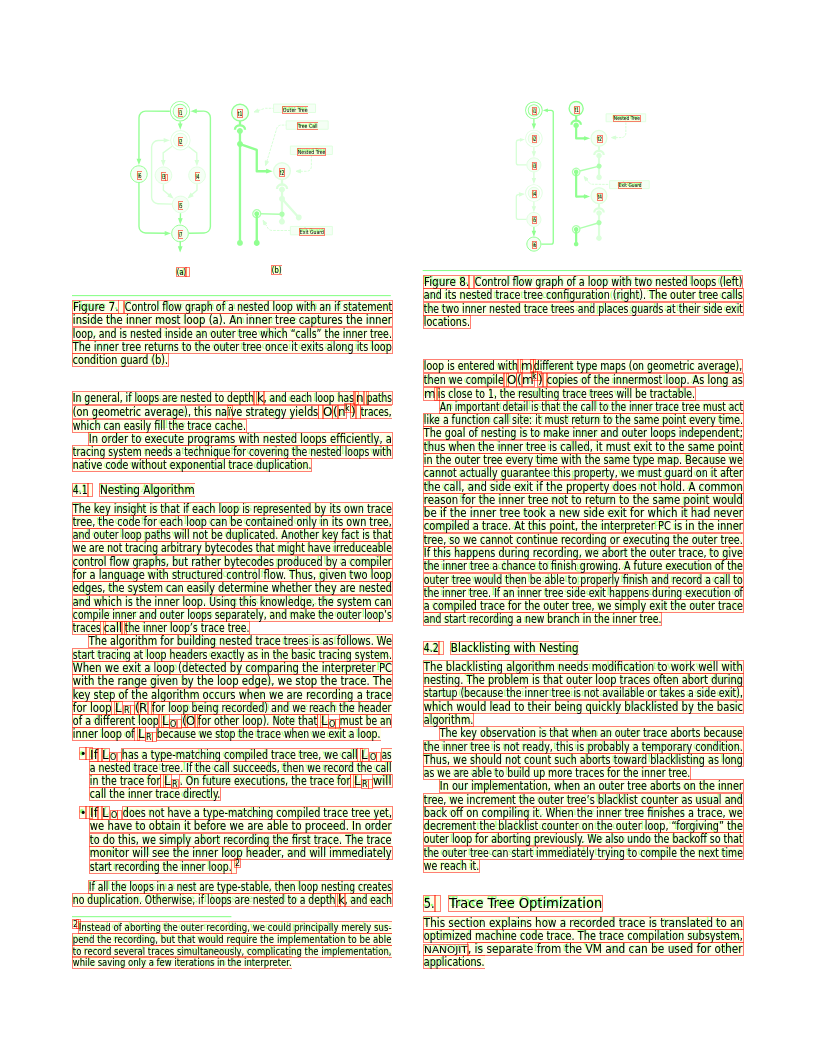 Outer Tree
Tree Call
Nested Tree
Exit Guard
t1
t2
(a)
(b)
Figure 7. Control flow graph of a nested loop with an if statement
inside the inner most loop (a). An inner tree captures the inner
loop, and is nested inside an outer tree which “calls” the inner tree.
The inner tree returns to the outer tree once it exits along its loop
condition guard (b).
In general, if loops are nested to depth k, and each loop has n paths
(on geometric average), this naïve strategy yields O(n^k) traces,
which can easily fill the trace cache.
In order to execute programs with nested loops efficiently, a
tracing system needs a technique for covering the nested loops with
native code without exponential trace duplication.
4.1 Nesting Algorithm
The key insight is that if each loop is represented by its own trace
tree, the code for each loop can be contained only in its own tree,
and outer loop paths will not be duplicated. Another key fact is that
we are not tracing arbitrary bytecodes that might have irreduceable
control flow graphs, but rather bytecodes produced by a compiler
for a language with structured control flow. Thus, given two loop
edges, the system can easily determine whether they are nested
and which is the inner loop. Using this knowledge, the system can
compile inner and outer loops separately, and make the outer loop’s
traces call the inner loop’s trace tree.
The algorithm for building nested trace trees is as follows. We
start tracing at loop headers exactly as in the basic tracing system.
When we exit a loop (detected by comparing the interpreter PC
with the range given by the loop edge), we stop the trace. The
key step of the algorithm occurs when we are recording a trace
for loop L_R (R for loop being recorded) and we reach the header
of a different loop L_O (O for other loop). Note that L_O must be an
inner loop of L_R because we stop the trace when we exit a loop.
• If L_O has a type-matching compiled trace tree, we call L_O as
a nested trace tree. If the call succeeds, then we record the call
in the trace for L_R. On future executions, the trace for L_R will
call the inner trace directly.
• If L_O does not have a type-matching compiled trace tree yet,
we have to obtain it before we are able to proceed. In order
to do this, we simply abort recording the first trace. The trace
monitor will see the inner loop header, and will immediately
start recording the inner loop. 2
If all the loops in a nest are type-stable, then loop nesting creates
no duplication. Otherwise, if loops are nested to a depth k, and each
2 Instead of aborting the outer recording, we could principally merely sus-
pend the recording, but that would require the implementation to be able
to record several traces simultaneously, complicating the implementation,
while saving only a few iterations in the interpreter.
t1
Nested Tree
t2
Exit Guard
t4
Figure 8. Control flow graph of a loop with two nested loops (left)
and its nested trace tree configuration (right). The outer tree calls
the two inner nested trace trees and places guards at their side exit
locations.
loop is entered with m different type maps (on geometric average),
then we compile O(m^k) copies of the innermost loop. As long as
m is close to 1, the resulting trace trees will be tractable.
An important detail is that the call to the inner trace tree must act
like a function call site: it must return to the same point every time.
The goal of nesting is to make inner and outer loops independent;
thus when the inner tree is called, it must exit to the same point
in the outer tree every time with the same type map. Because we
cannot actually guarantee this property, we must guard on it after
the call, and side exit if the property does not hold. A common
reason for the inner tree not to return to the same point would
be if the inner tree took a new side exit for which it had never
compiled a trace. At this point, the interpreter PC is in the inner
tree, so we cannot continue recording or executing the outer tree.
If this happens during recording, we abort the outer trace, to give
the inner tree a chance to finish growing. A future execution of the
outer tree would then be able to properly finish and record a call to
the inner tree. If an inner tree side exit happens during execution of
a compiled trace for the outer tree, we simply exit the outer trace
and start recording a new branch in the inner tree.
4.2 Blacklisting with Nesting
The blacklisting algorithm needs modification to work well with
nesting. The problem is that outer loop traces often abort during
startup (because the inner tree is not available or takes a side exit),
which would lead to their being quickly blacklisted by the basic
algorithm.
The key observation is that when an outer trace aborts because
the inner tree is not ready, this is probably a temporary condition.
Thus, we should not count such aborts toward blacklisting as long
as we are able to build up more traces for the inner tree.
In our implementation, when an outer tree aborts on the inner
tree, we increment the outer tree’s blacklist counter as usual and
back off on compiling it. When the inner tree finishes a trace, we
decrement the blacklist counter on the outer loop, “forgiving” the
outer loop for aborting previously. We also undo the backoff so that
the outer tree can start immediately trying to compile the next time
we reach it.
5. Trace Tree Optimization
This section explains how a recorded trace is translated to an
optimized machine code trace. The trace compilation subsystem,
NANOJIT, is separate from the VM and can be used for other
applications.